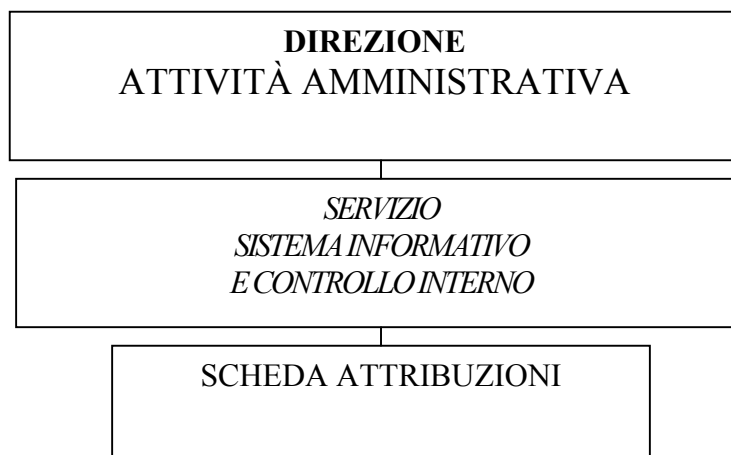 DIREZIONE
ATTIVITÀ AMMINISTRATIVA
SERVIZIO
SISTEMA INFORMATIVO
E CONTROLLO INTERNO
SCHEDA ATTRIBUZIONI